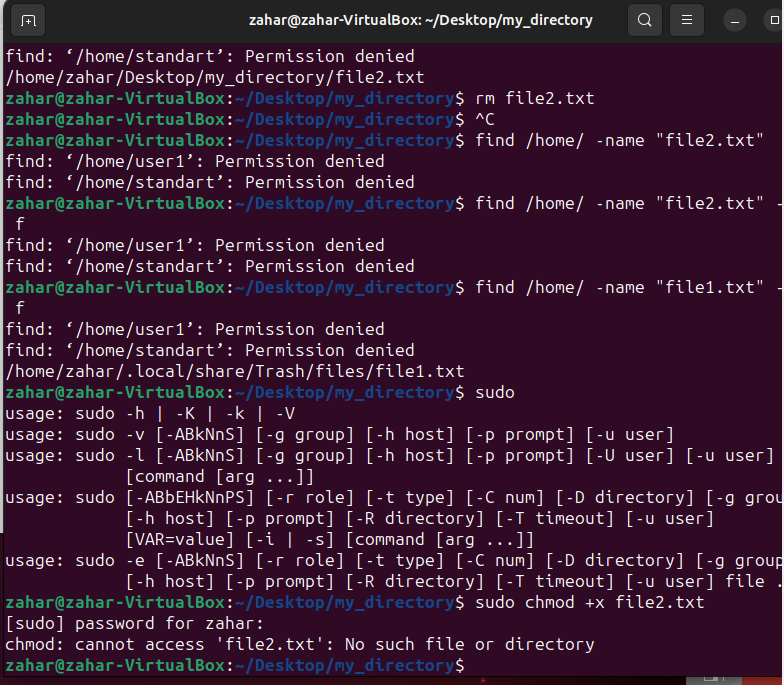 zahar@zahar-VirtualBox: ~/Desktop/my_directory
find: ‘/home/standart’: Permission denied
/home/zahar/Desktop/my_directory/file2.txt
zahar@zahar-VirtualBox:~/Desktop/my_directory$ rm file2.txt
zahar@zahar-VirtualBox:~/Desktop/my_directory$ ^C
zahar@zahar-VirtualBox:~/Desktop/my_directory$ find /home/ -name "file2.txt"
find: ‘/home/user1’: Permission denied
find: ‘/home/standart’: Permission denied
zahar@zahar-VirtualBox:~/Desktop/my_directory$ find /home/ -name "file2.txt" -
f
find: ‘/home/user1’: Permission denied
find: ‘/home/standart’: Permission denied
zahar@zahar-VirtualBox:~/Desktop/my_directory$ find /home/ -name "file1.txt" -
f
find: ‘/home/user1’: Permission denied
find: ‘/home/standart’: Permission denied
/home/zahar/.local/share/Trash/files/file1.txt
zahar@zahar-VirtualBox:~/Desktop/my_directory$ sudo
usage: sudo -h | -K | -k | -V
usage: sudo -v [-ABkNnS] [-g group] [-h host] [-p prompt] [-u user]
usage: sudo -l [-ABkNnS] [-g group] [-h host] [-p prompt] [-U user] [-u user]
[command [arg ...]]
usage: sudo [-ABbEHkNnPS] [-r role] [-t type] [-C num] [-D directory] [-g grou
[-h host] [-p prompt] [-R directory] [-T timeout] [-u user]
[VAR=value] [-i | -s] [command [arg ...]]
usage: sudo -e [-ABkNnS] [-r role] [-t type] [-C num] [-D directory] [-g group
[-h host] [-p prompt] [-R directory] [-T timeout] [-u user] file .
zahar@zahar-VirtualBox:~/Desktop/my_directory$ sudo chmod +x file2.txt
[sudo] password for zahar:
chmod: cannot access 'file2.txt': No such file or directory
zahar@zahar-VirtualBox:~/Desktop/my_directory$